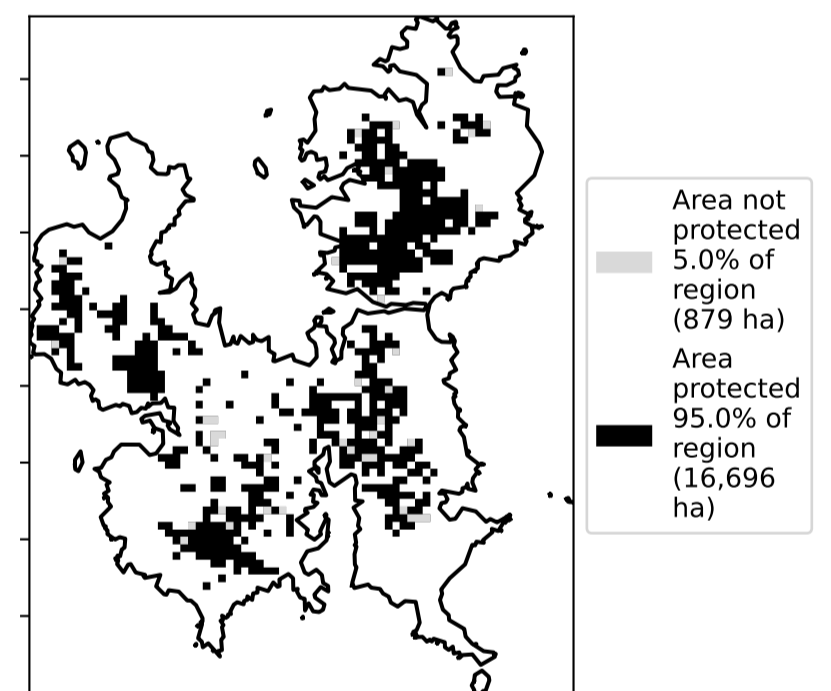 Area not
protected
5.0% of
region
(879 ha)
Area
protected
95.0% of
region
(16,696
ha)